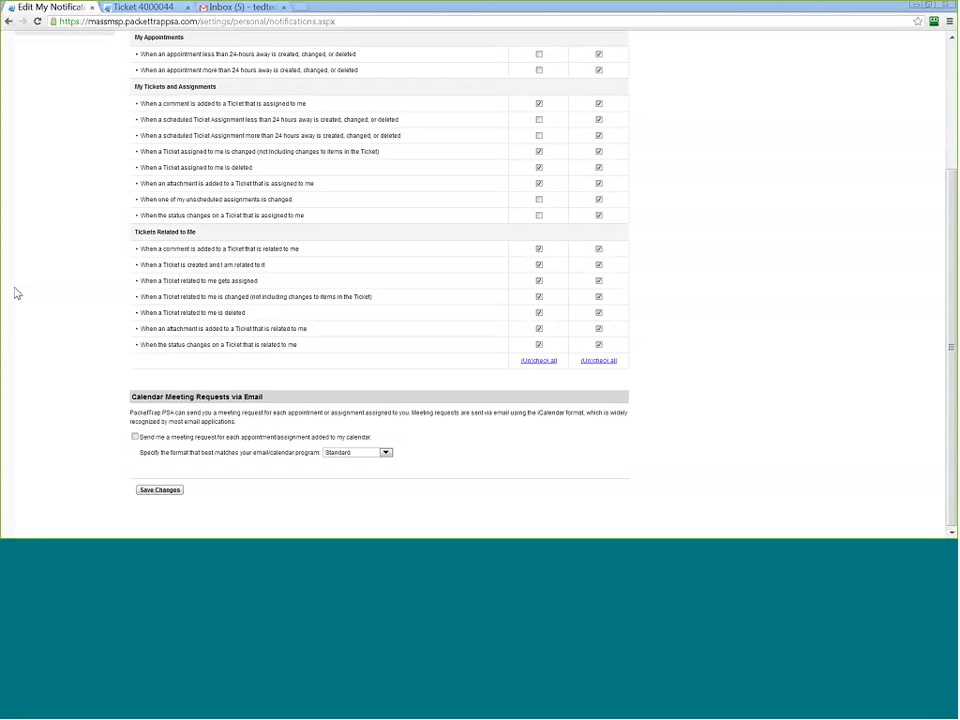 Edit My Notificati
Ticket 4000044
Inbox (5) - tedtec
https://massmsp.packettrappsa.com/settings/personal/notifications.aspx
My Appointments
• When an appointment less than 24-hours away is created, changed, or deleted
• When an appointment more than 24 hours away is created, changed, or deleted
My Tickets and Assignments
• When a comment is added to a Ticket that is assigned to me
• When a scheduled Ticket Assignment less than 24 hours away is created, changed, or deleted
• When a scheduled Ticket Assignment more than 24 hours away is created, changed, or deleted
• When a Ticket assigned to me is changed (not including changes to items in the Ticket)
• When a Ticket assigned to me is deleted
• When an attachment is added to a Ticket that is assigned to me
• When one of my unscheduled assignments is changed
• When the status changes on a Ticket that is assigned to me
Tickets Related to Me
• When a comment is added to a Ticket that is related to me
• When a Ticket is created and I am related to it
• When a Ticket related to me gets assigned
• When a Ticket related to me is changed (not including changes to items in the Ticket)
• When a Ticket related to me is deleted
• When an attachment is added to a Ticket that is related to me
• When the status changes on a Ticket that is related to me
(Un)check all (Un)check all
Calendar Meeting Requests via Email
PacketTrap PSA can send you a meeting request for each appointment or assignment assigned to you. Meeting requests are sent via email using the iCalendar format, which is widely
recognized by most email applications.
Send me a meeting request for each appointment/assignment added to my calendar.
Specify the format that best matches your email/calendar program: Standard
Save Changes